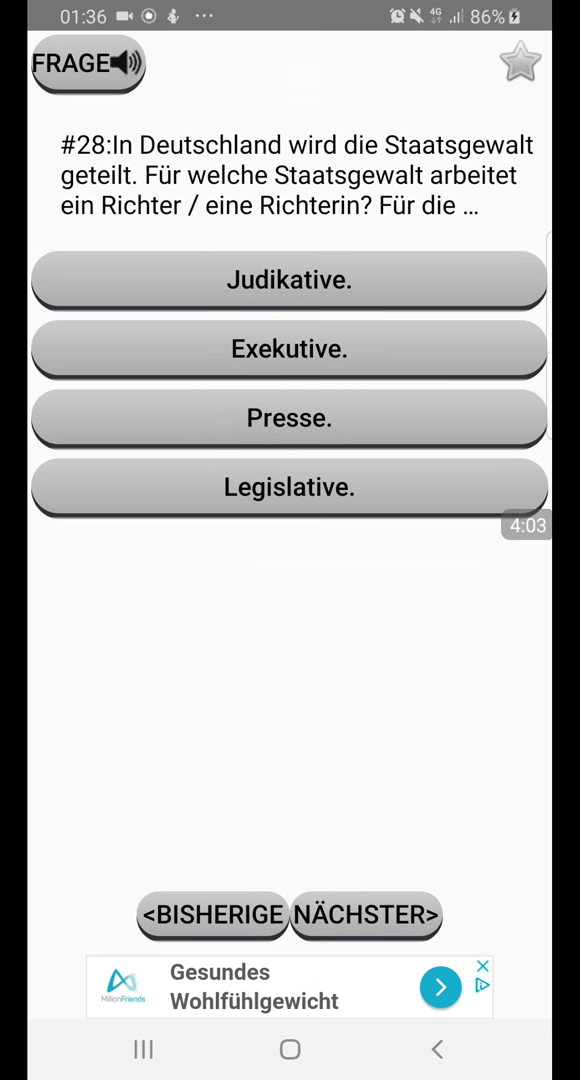 01:36 4G 86%
FRAGE
#28:In Deutschland wird die Staatsgewalt
geteilt. Für welche Staatsgewalt arbeitet
ein Richter / eine Richterin? Für die ...
Judikative.
Exekutive.
Presse.
Legislative.
4:03
<BISHERIGE NÄCHSTER>
Gesundes
Wohlfühlgewicht
MillionFriends